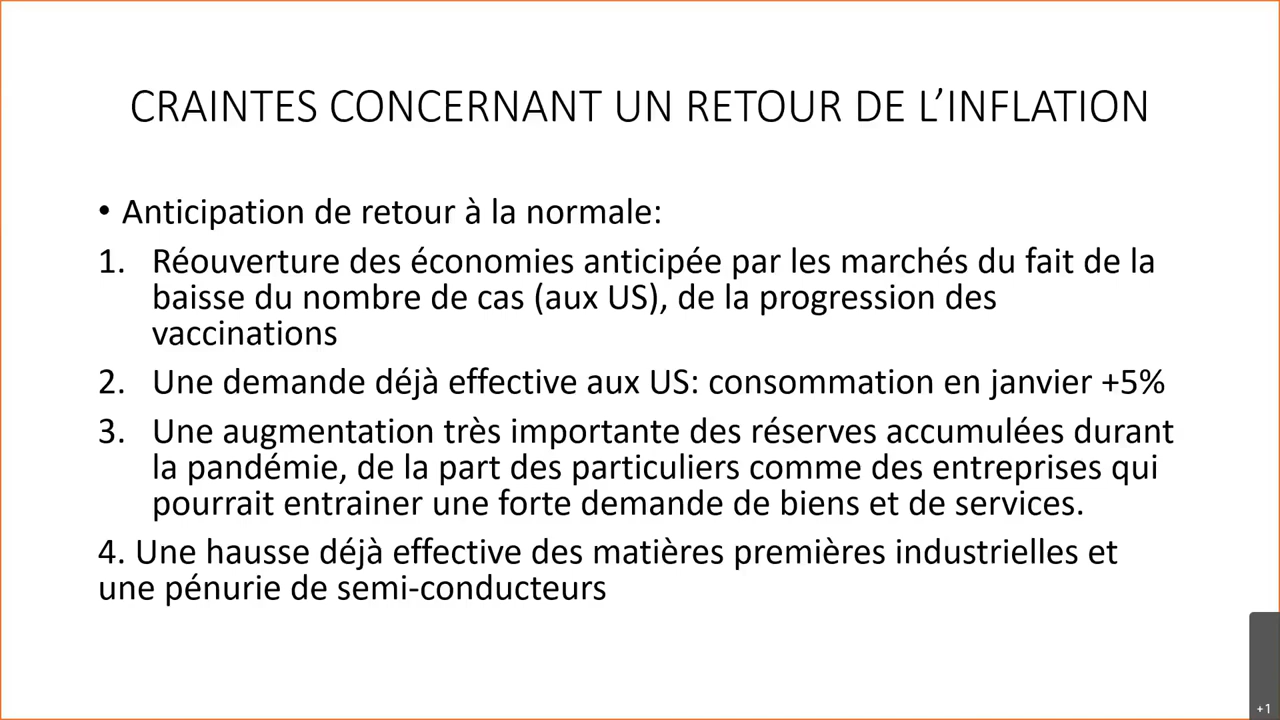 CRAINTES CONCERNANT UN RETOUR DE L’INFLATION
• Anticipation de retour à la normale:
1. Réouverture des économies anticipée par les marchés du fait de la
baisse du nombre de cas (aux US), de la progression des
vaccinations
2. Une demande déjà effective aux US: consommation en janvier +5%
3. Une augmentation très importante des réserves accumulées durant
la pandémie, de la part des particuliers comme des entreprises qui
pourrait entrainer une forte demande de biens et de services.
4. Une hausse déjà effective des matières premières industrielles et
une pénurie de semi-conducteurs
+1